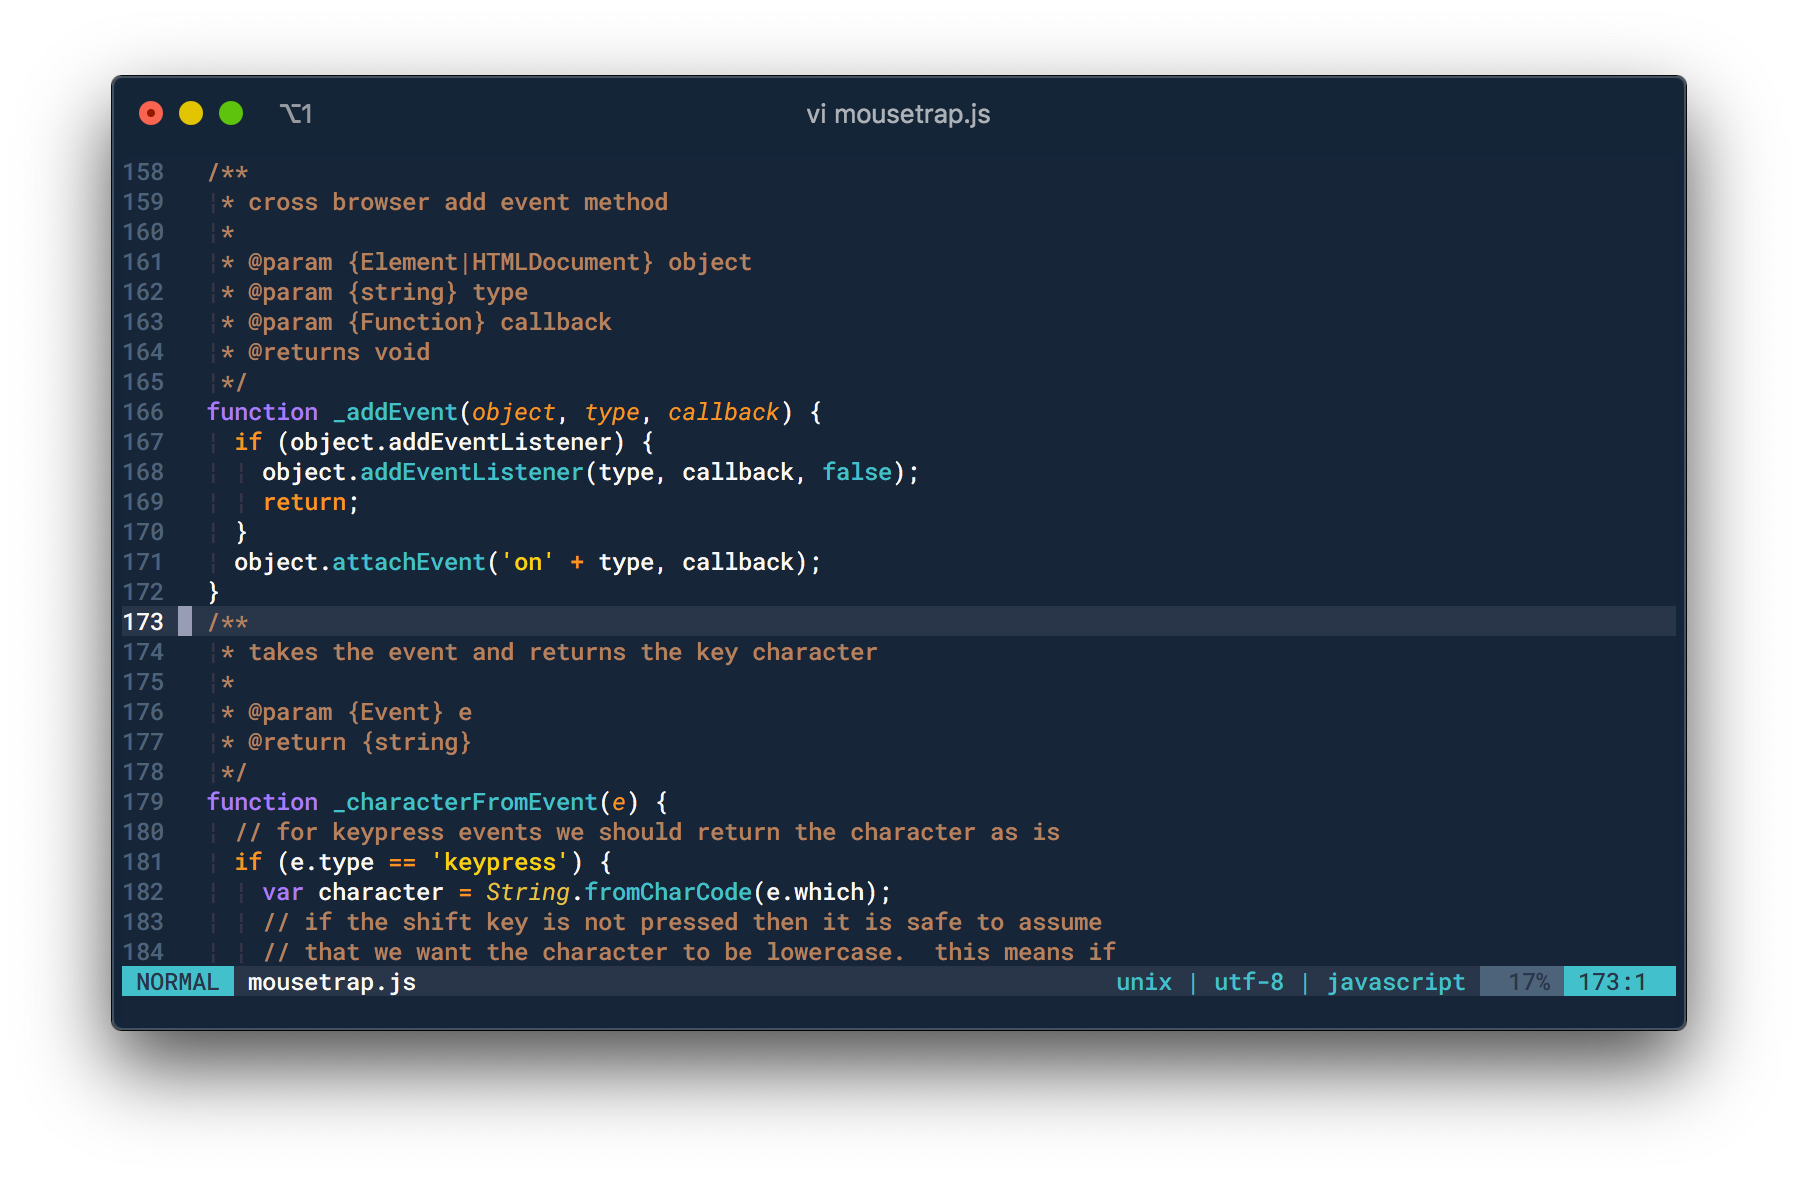 ⌥1 vi mousetrap.js
158 /**
159 * cross browser add event method
160 *
161 * @param {Element|HTMLDocument} object
162 * @param {string} type
163 * @param {Function} callback
164 * @returns void
165 */
166 function _addEvent(object, type, callback) {
167 if (object.addEventListener) {
168 object.addEventListener(type, callback, false);
169 return;
170 }
171 object.attachEvent('on' + type, callback);
172 }
173 /**
174 * takes the event and returns the key character
175 *
176 * @param {Event} e
177 * @return {string}
178 */
179 function _characterFromEvent(e) {
180 // for keypress events we should return the character as is
181 if (e.type == 'keypress') {
182 var character = String.fromCharCode(e.which);
183 // if the shift key is not pressed then it is safe to assume
184 // that we want the character to be lowercase.  this means if
NORMAL mousetrap.js unix | utf-8 | javascript 17% 173:1